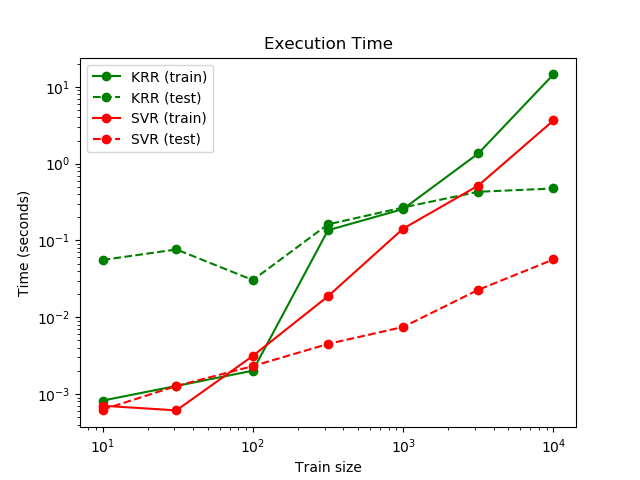 Execution Time
KRR (train)
KRR (test)
SVR (train)
SVR (test)
Time (seconds)
10¹
10⁰
10⁻¹
10⁻²
10⁻³
10¹ 10² 10³ 10⁴
Train size